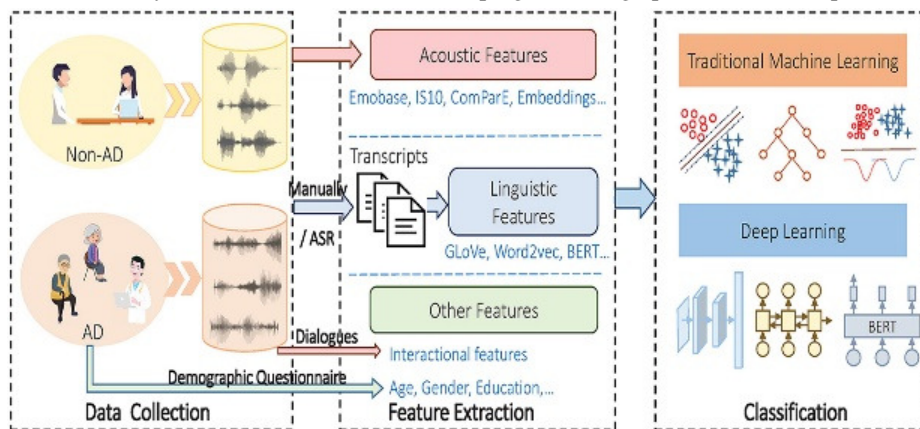 Non-AD
AD
Data Collection
Manually
/ ASR
Dialogues
Demographic Questionnaire
Acoustic Features
Emobase, IS10, ComParE, Embeddings...
Transcripts
Linguistic
Features
GLoVe, Word2vec, BERT...
Other Features
Interactional features
Age, Gender, Education,...
Feature Extraction
Traditional Machine Learning
Deep Learning
BERT
Classification